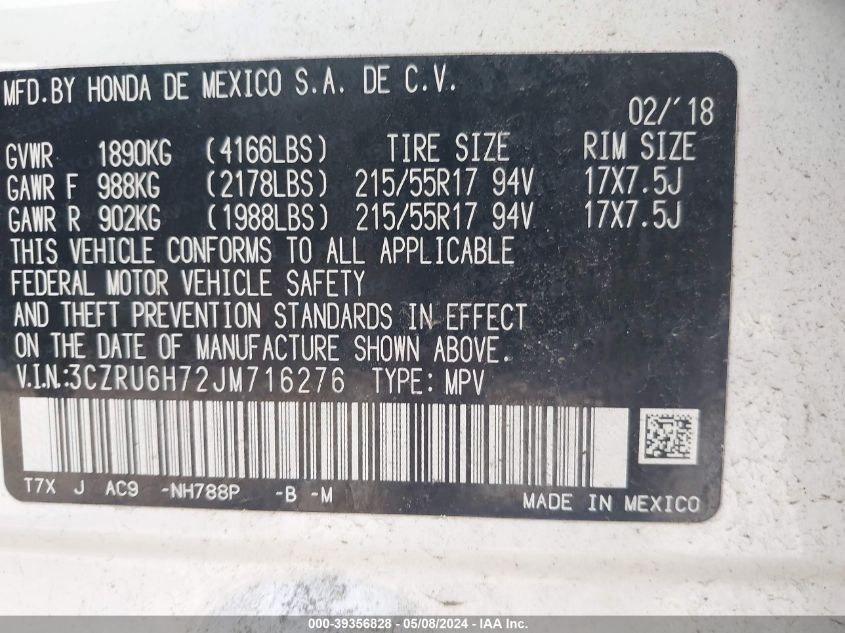 MFD.BY HONDA DE MEXICO S.A. DE C.V.
02/'18
GVWR 1890KG (4166LBS) TIRE SIZE RIM SIZE
GAWR F 988KG (2178LBS) 215/55R17 94V 17X7.5J
GAWR R 902KG (1988LBS) 215/55R17 94V 17X7.5J
THIS VEHICLE CONFORMS TO ALL APPLICABLE
FEDERAL MOTOR VEHICLE SAFETY
AND THEFT PREVENTION STANDARDS IN EFFECT
ON THE DATE OF MANUFACTURE SHOWN ABOVE.
V.I.N:3CZRU6H72JM716276 TYPE: MPV
T7X J AC9 -NH788P -B -M
MADE IN MEXICO
000-39356828 - 05/08/2024 - IAA Inc.